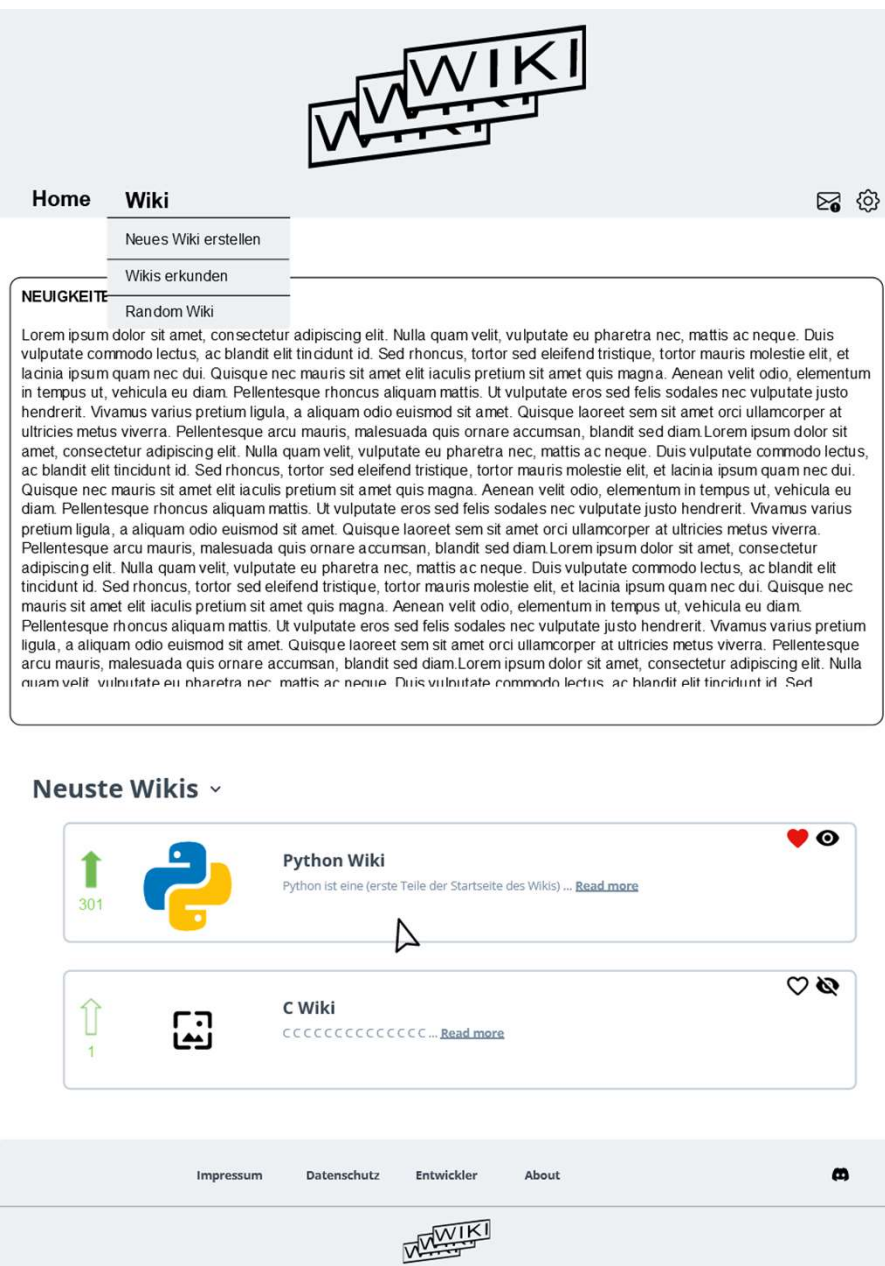 WIKI
Home Wiki
Neues Wiki erstellen
Wikis erkunden
Random Wiki
Lorem ipsum dolor sit amet, consectetur adipiscing elit. Nulla quam velit, vulputate eu pharetra nec, mattis ac neque. Duis
vulputate commodo lectus, ac blandit elit tincidunt id. Sed rhoncus, tortor sed eleifend tristique, tortor mauris molestie elit, et
lacinia ipsum quam nec dui. Quisque nec mauris sit amet elit iaculis pretium sit amet quis magna. Aenean velit odio, elementum
in tempus ut, vehicula eu diam. Pellentesque rhoncus aliquam mattis. Ut vulputate eros sed felis sodales nec vulputate justo
hendrerit. Vivamus varius pretium ligula, a aliquam odio euismod sit amet. Quisque laoreet sem sit amet orci ullamcorper at
ultricies metus viverra. Pellentesque arcu mauris, malesuada quis ornare accumsan, blandit sed diam.Lorem ipsum dolor sit
amet, consectetur adipiscing elit. Nulla quam velit, vulputate eu pharetra nec, mattis ac neque. Duis vulputate commodo lectus,
ac blandit elit tincidunt id. Sed rhoncus, tortor sed eleifend tristique, tortor mauris molestie elit, et lacinia ipsum quam nec dui.
Quisque nec mauris sit amet elit iaculis pretium sit amet quis magna. Aenean velit odio, elementum in tempus ut, vehicula eu
diam. Pellentesque rhoncus aliquam mattis. Ut vulputate eros sed felis sodales nec vulputate justo hendrerit. Vivamus varius
pretium ligula, a aliquam odio euismod sit amet. Quisque laoreet sem sit amet orci ullamcorper at ultricies metus viverra.
Pellentesque arcu mauris, malesuada quis ornare accumsan, blandit sed diam.Lorem ipsum dolor sit amet, consectetur
adipiscing elit. Nulla quam velit, vulputate eu pharetra nec, mattis ac neque. Duis vulputate commodo lectus, ac blandit elit
tincidunt id. Sed rhoncus, tortor sed eleifend tristique, tortor mauris molestie elit, et lacinia ipsum quam nec dui. Quisque nec
mauris sit amet elit iaculis pretium sit amet quis magna. Aenean velit odio, elementum in tempus ut, vehicula eu diam.
Pellentesque rhoncus aliquam mattis. Ut vulputate eros sed felis sodales nec vulputate justo hendrerit. Vivamus varius pretium
ligula, a aliquam odio euismod sit amet. Quisque laoreet sem sit amet orci ullamcorper at ultricies metus viverra. Pellentesque
arcu mauris, malesuada quis ornare accumsan, blandit sed diam.Lorem ipsum dolor sit amet, consectetur adipiscing elit. Nulla
quam velit, vulputate eu pharetra nec, mattis ac neque. Duis vulputate commodo lectus, ac blandit elit tincidunt id. Sed
Neuste Wikis
Python Wiki
Python ist eine (erste Teile der Startseite des Wikis) ... Read more
301
C Wiki
C C C C C C C C C C C C C C ... Read more
1
Impressum Datenschutz Entwickler About
WIKI